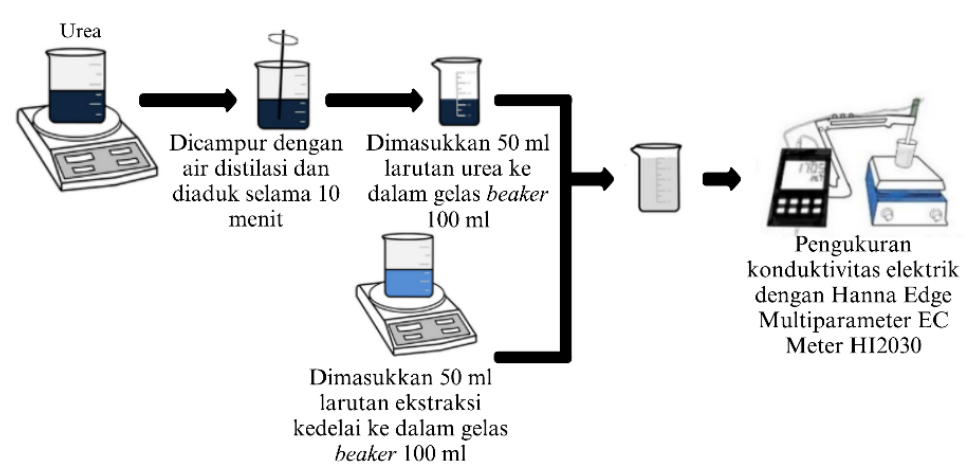 Urea
Dicampur dengan
air distilasi dan
diaduk selama 10
menit
Dimasukkan 50 ml
larutan urea ke
dalam gelas beaker
100 ml
Dimasukkan 50 ml
larutan ekstraksi
kedelai ke dalam gelas
beaker 100 ml
Pengukuran
konduktivitas elektrik
dengan Hanna Edge
Multiparameter EC
Meter HI2030